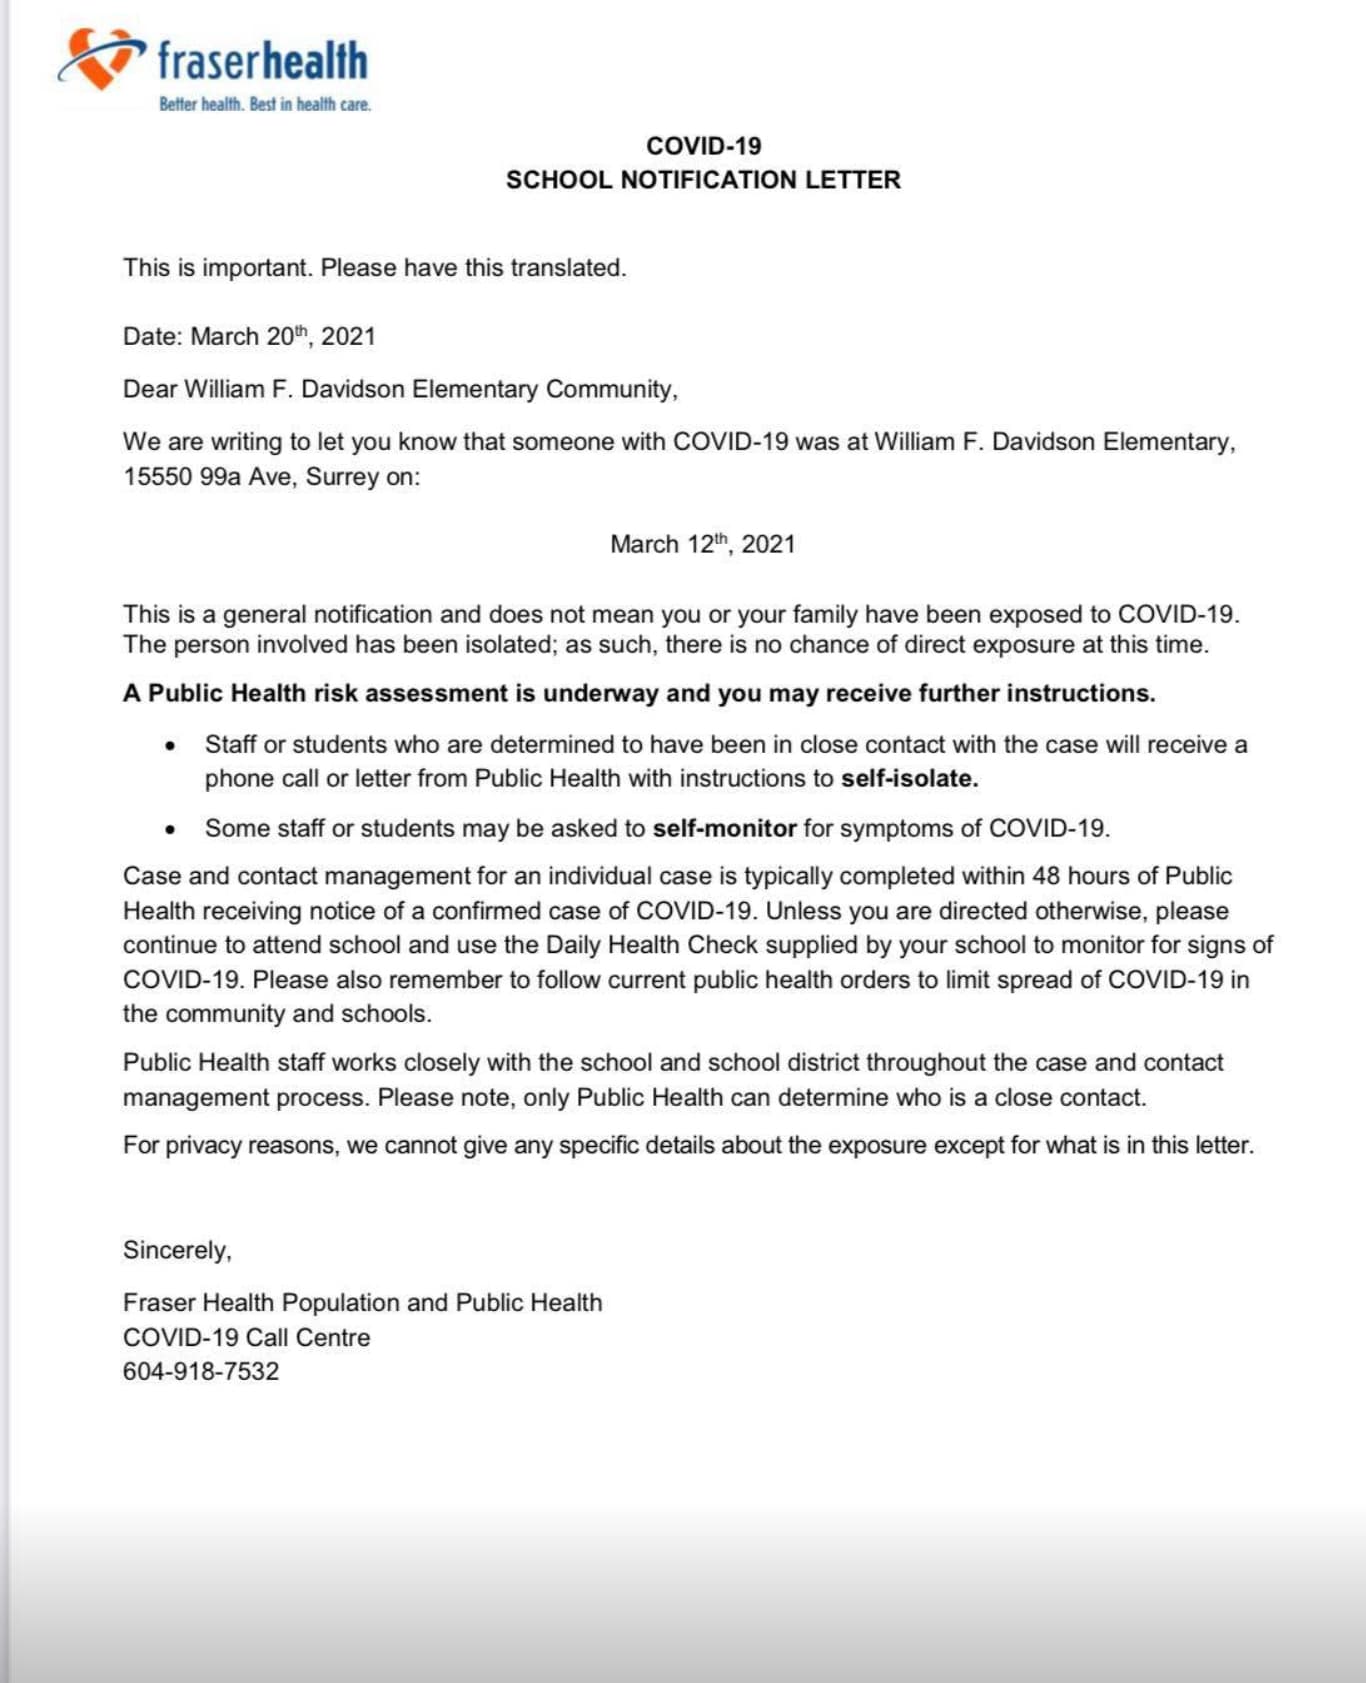 fraserhealth
Better health. Best in health care.
COVID-19
SCHOOL NOTIFICATION LETTER
This is important. Please have this translated.
Date: March 20th, 2021
Dear William F. Davidson Elementary Community,
We are writing to let you know that someone with COVID-19 was at William F. Davidson Elementary,
15550 99a Ave, Surrey on:
March 12th, 2021
This is a general notification and does not mean you or your family have been exposed to COVID-19.
The person involved has been isolated; as such, there is no chance of direct exposure at this time.
A Public Health risk assessment is underway and you may receive further instructions.
• Staff or students who are determined to have been in close contact with the case will receive a
phone call or letter from Public Health with instructions to self-isolate.
• Some staff or students may be asked to self-monitor for symptoms of COVID-19.
Case and contact management for an individual case is typically completed within 48 hours of Public
Health receiving notice of a confirmed case of COVID-19. Unless you are directed otherwise, please
continue to attend school and use the Daily Health Check supplied by your school to monitor for signs of
COVID-19. Please also remember to follow current public health orders to limit spread of COVID-19 in
the community and schools.
Public Health staff works closely with the school and school district throughout the case and contact
management process. Please note, only Public Health can determine who is a close contact.
For privacy reasons, we cannot give any specific details about the exposure except for what is in this letter.
Sincerely,
Fraser Health Population and Public Health
COVID-19 Call Centre
604-918-7532